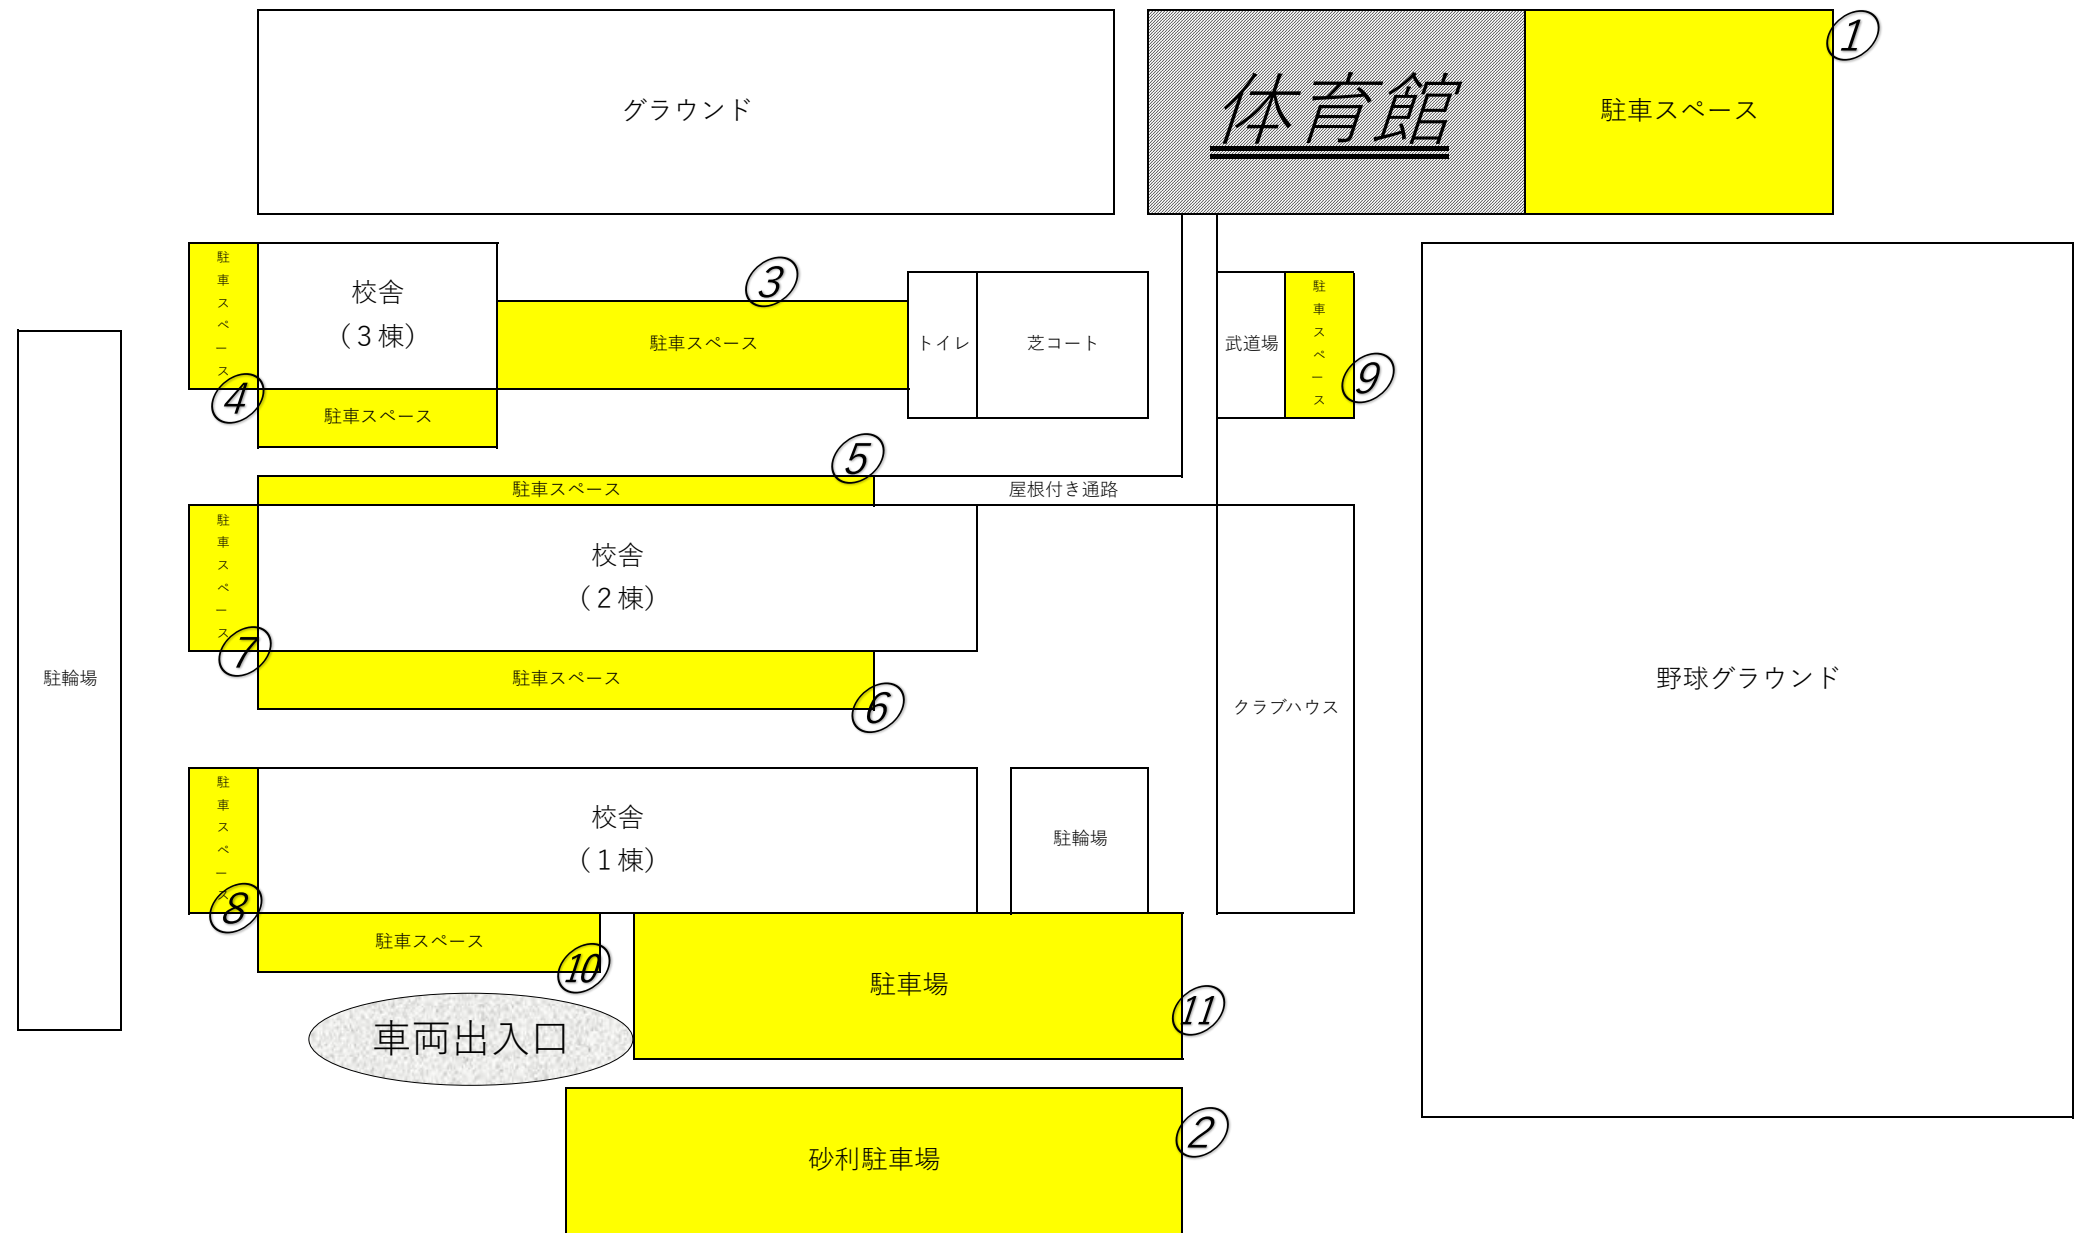 グラウンド
体育館
駐車スペース
①
駐車スペース
校舎
（３棟）
③
駐車スペース
トイレ
芝コート
武道場
駐車スペース
⑨
④
駐車スペース
⑤
駐車スペース
屋根付き通路
駐車スペース
校舎
（２棟）
⑦
駐車スペース
⑥
駐輪場
クラブハウス
野球グラウンド
駐車スペース
校舎
（１棟）
駐輪場
⑧
駐車スペース
⑩
駐車場
⑪
車両出入口
砂利駐車場
②